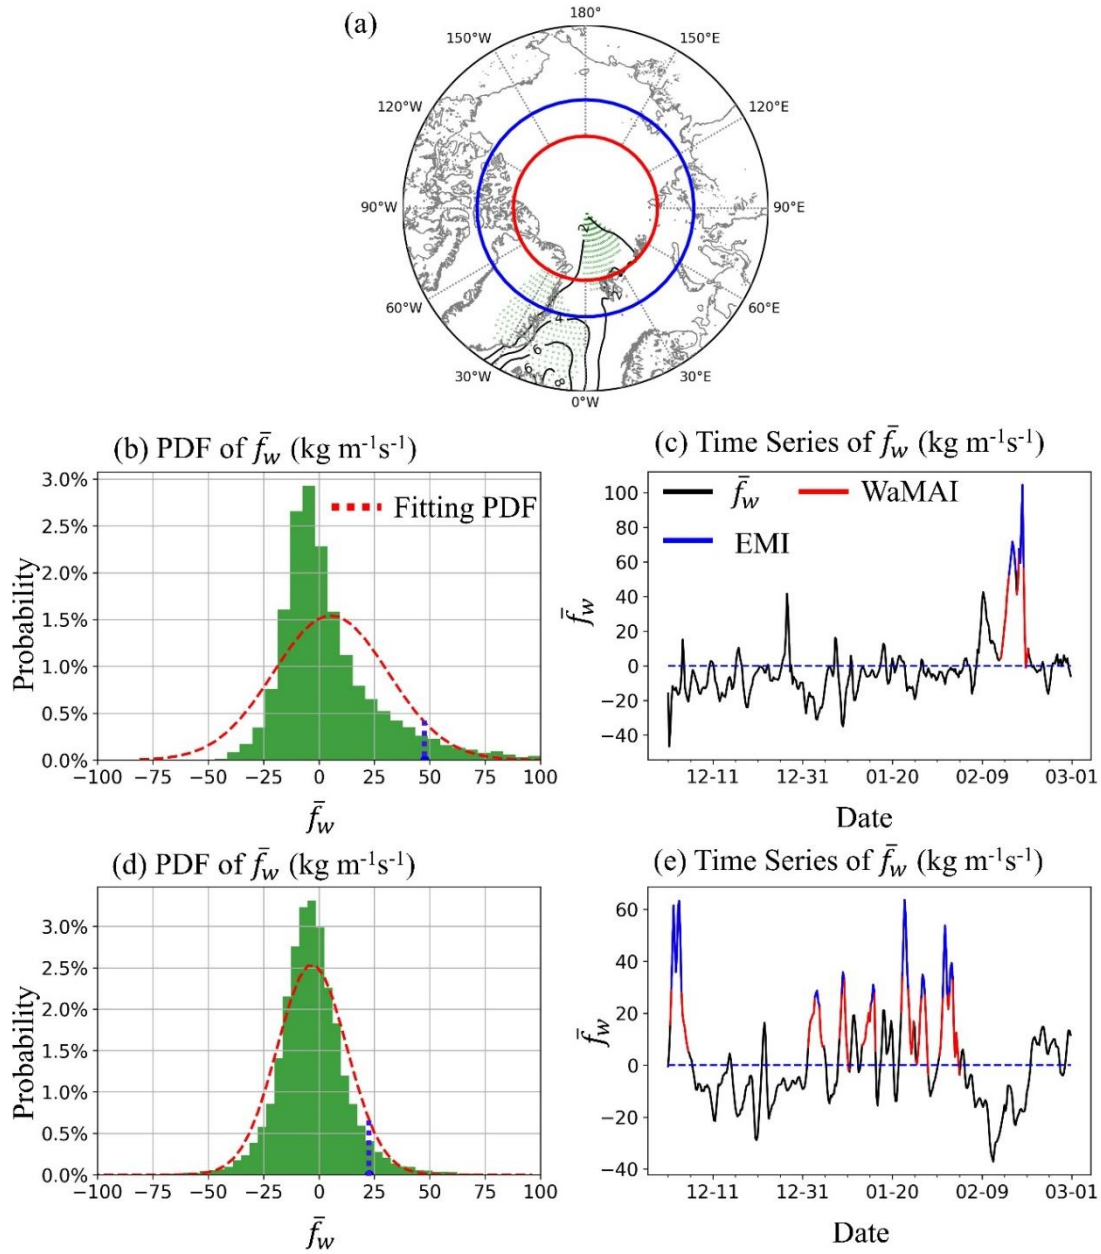 (a)
180°
150°W
150°E
120°W
120°E
90°W
90°E
60°W
60°E
30°W
30°E
0°W
2
2
2
4
6
6
8
(b) PDF of f̄w (kg m⁻¹s⁻¹)
3.0%
2.5%
2.0%
1.5%
1.0%
0.5%
0.0%
Probability
Fitting PDF
−100 −75 −50 −25 0 25 50 75 100
f̄w
(c) Time Series of f̄w (kg m⁻¹s⁻¹)
f̄w WaMAI
EMI
100
80
60
40
20
0
−20
−40
f̄w
12-11 12-31 01-20 02-09 03-01
Date
(d) PDF of f̄w (kg m⁻¹s⁻¹)
3.0%
2.5%
2.0%
1.5%
1.0%
0.5%
0.0%
Probability
−100 −75 −50 −25 0 25 50 75 100
f̄w
(e) Time Series of f̄w (kg m⁻¹s⁻¹)
60
40
20
0
−20
−40
f̄w
12-11 12-31 01-20 02-09 03-01
Date